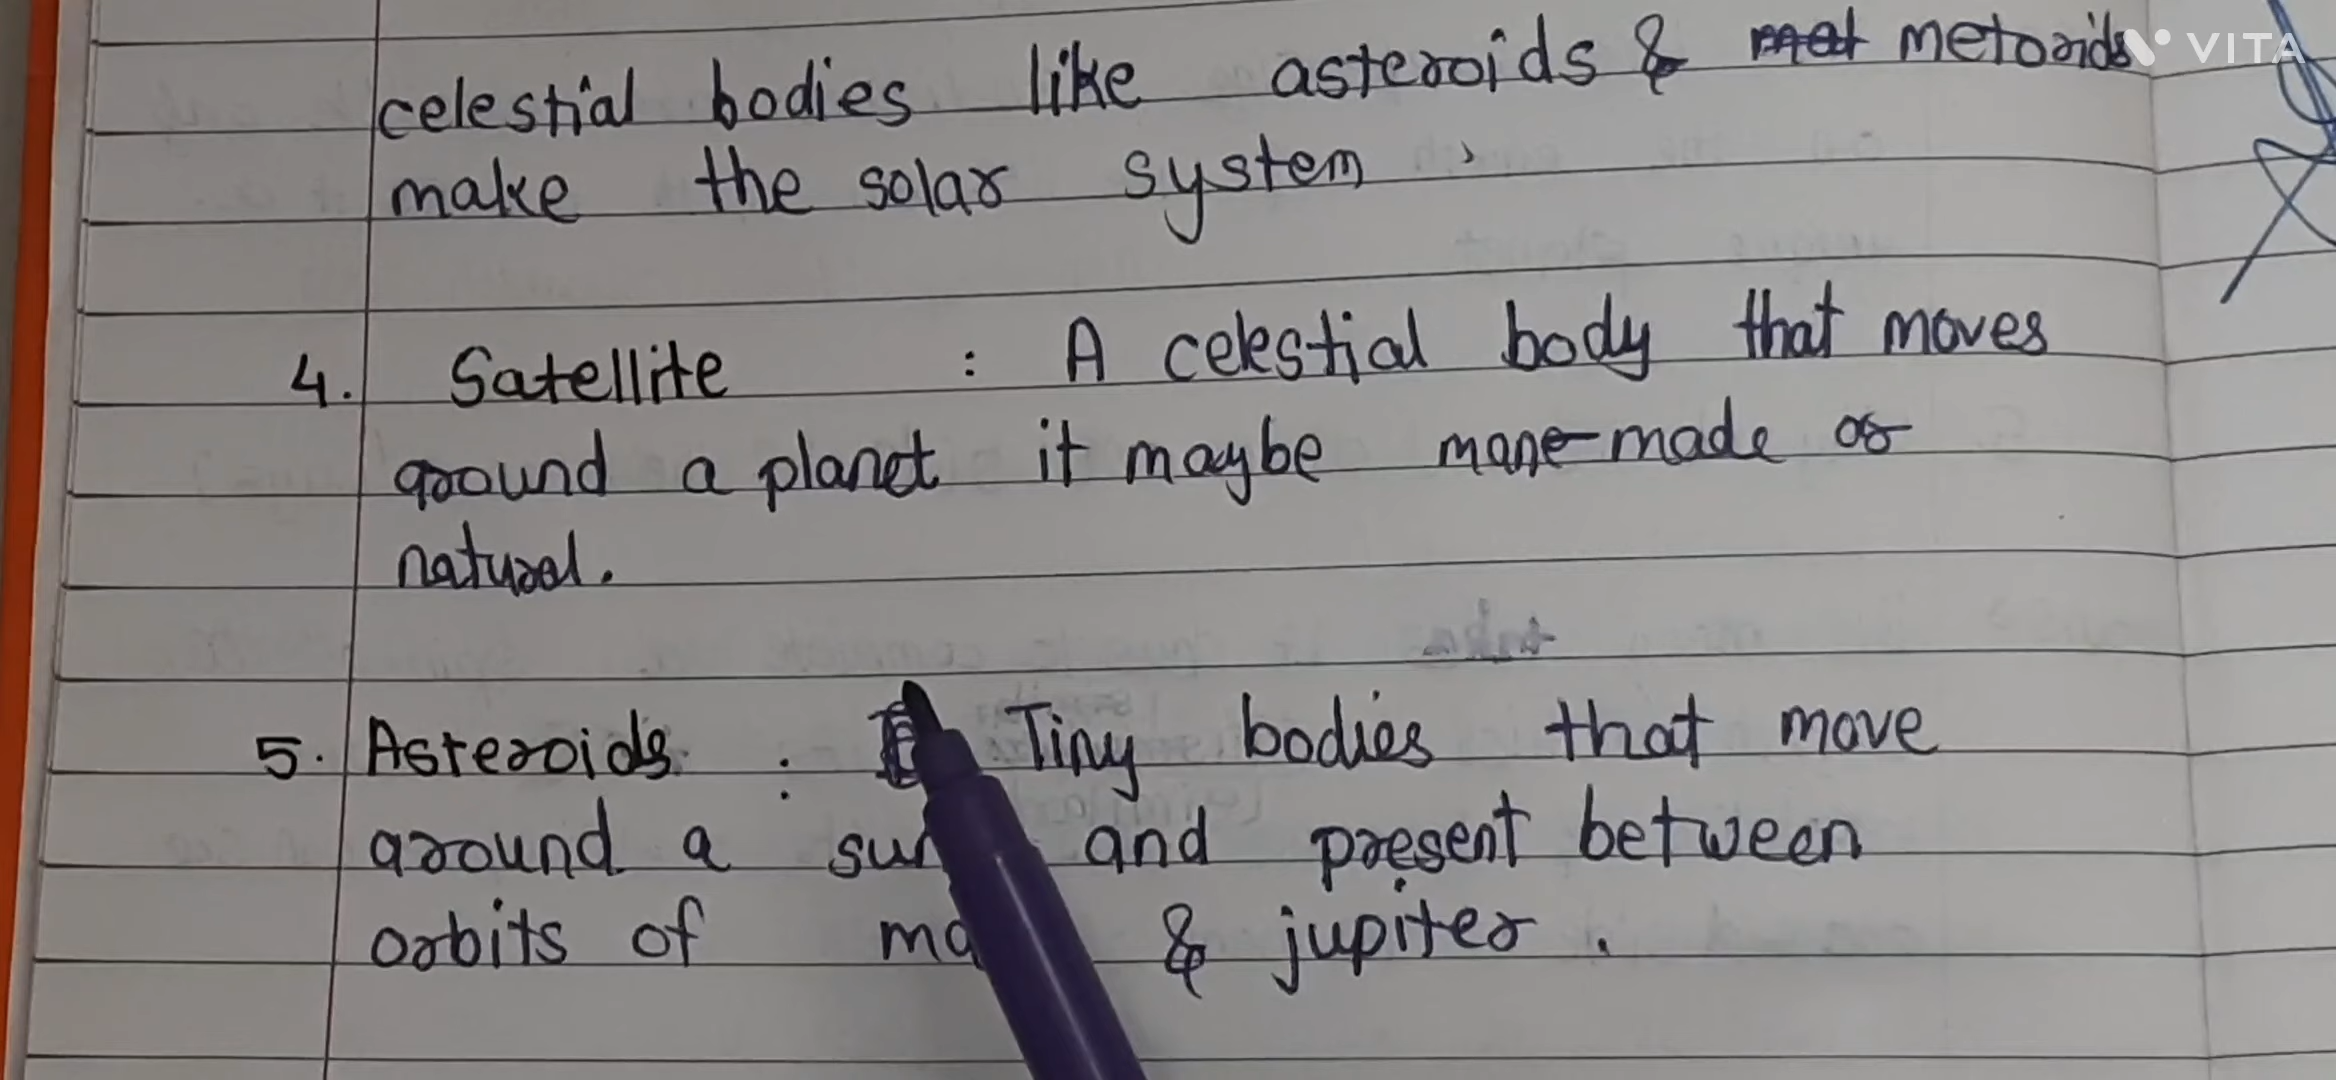 celestial bodies like asteroids & metoroids
VITA
make the solar system
4. Satellite : A celestial body that moves
around a planet it maybe mane-made or
natural.
5. Asteroids : Tiny bodies that move
around a and present between
orbits of & jupiter.